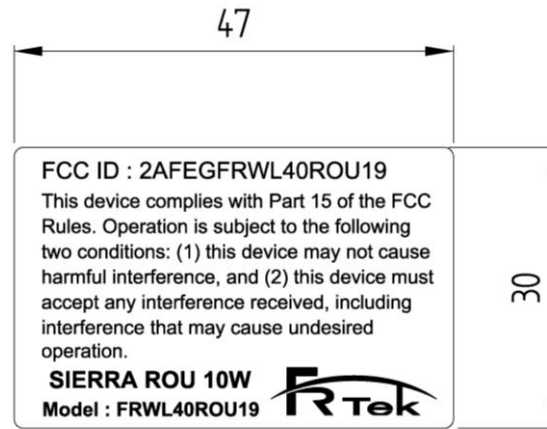 47
FCC ID : 2AFEGFRWL40ROU19
This device complies with Part 15 of the FCC
Rules. Operation is subject to the following
two conditions: (1) this device may not cause
harmful interference, and (2) this device must
accept any interference received, including
interference that may cause undesired
operation.
SIERRA ROU 10W
Model : FRWL40ROU19
FRTek
30